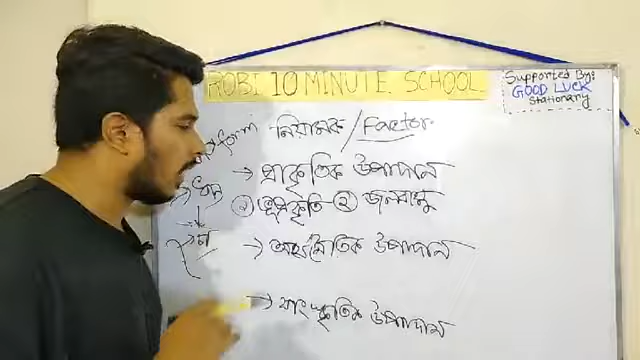 ROBI 10 MINUTE SCHOOL
Supported By:
GOOD LUCK
Stationary
form নিয়ামক / Factor
→ প্রাকৃতিক উপাদান
① ভূপ্রকৃতি ② জলবায়ু
→ অর্থনৈতিক উপাদান
→ সাংস্কৃতিক উপাদান